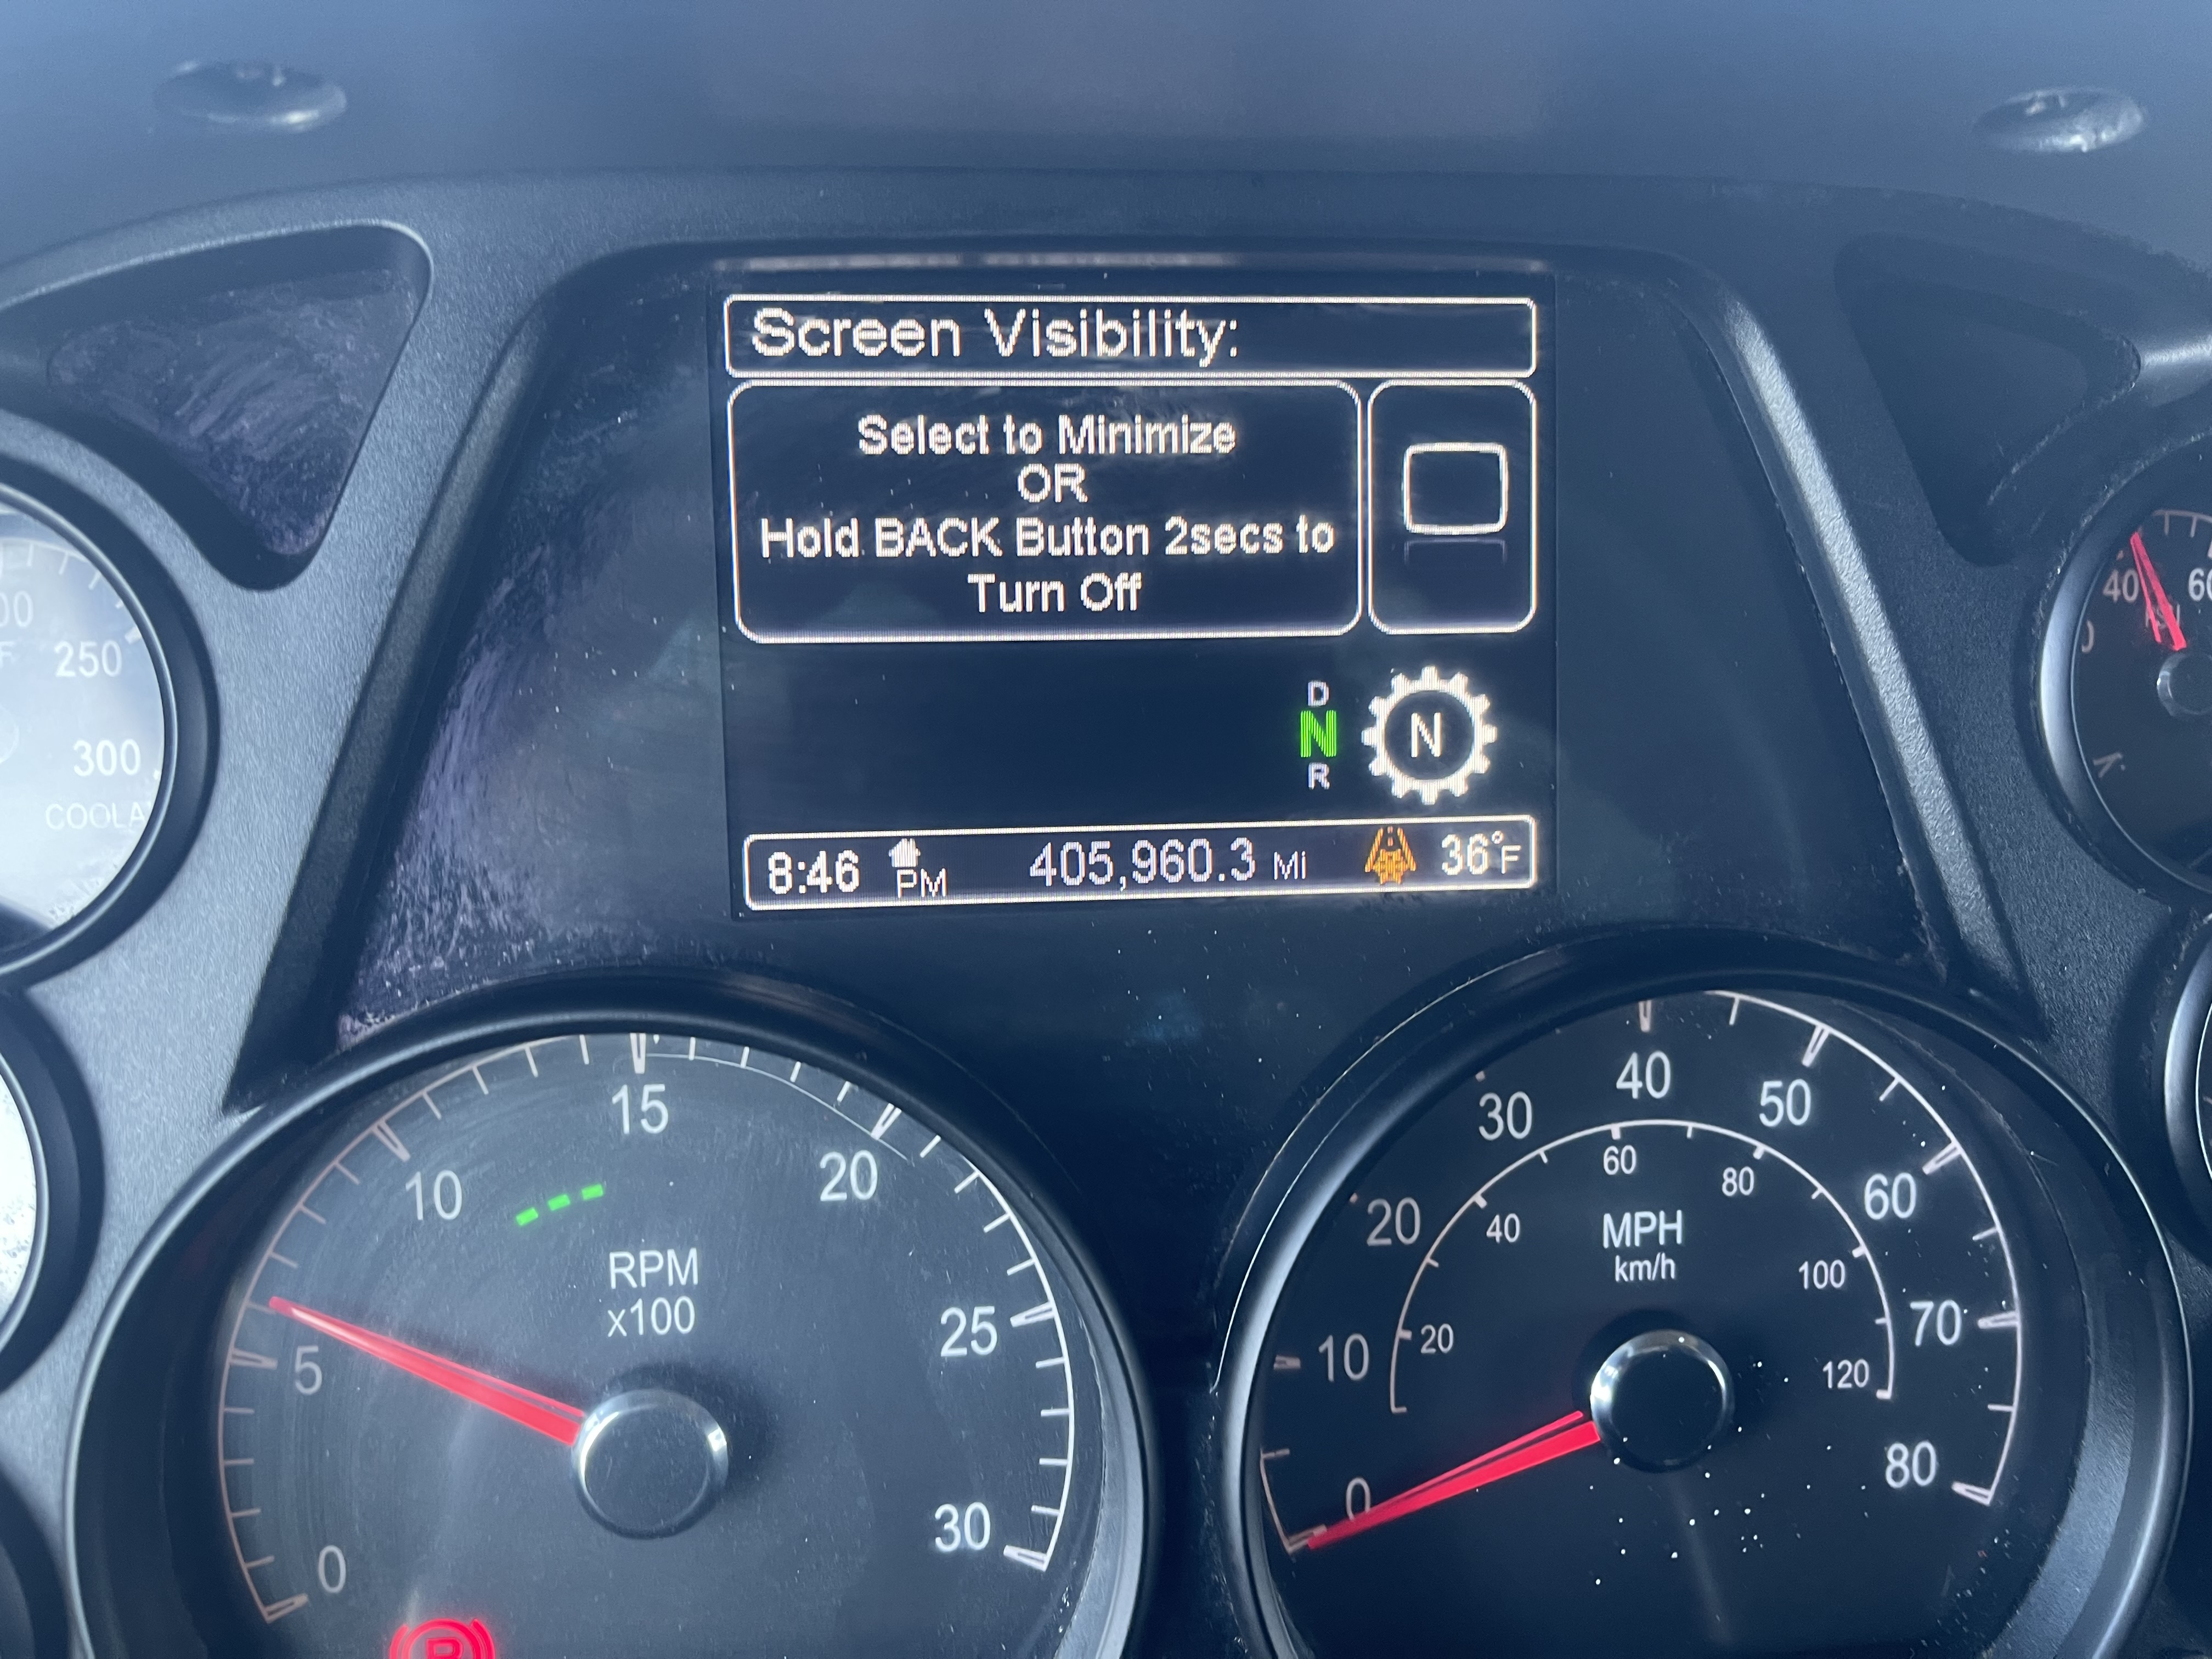 Screen Visibility:
Select to Minimize
OR
Hold BACK Button 2secs to
Turn Off
D
N
R
N
8:46 PM 405,960.3 Mi 36°F
250
300
40
0
5
10
15
20
25
30
RPM
x100
0
10
20
30
40
50
60
70
80
20
40
60
80
100
120
MPH
km/h
P